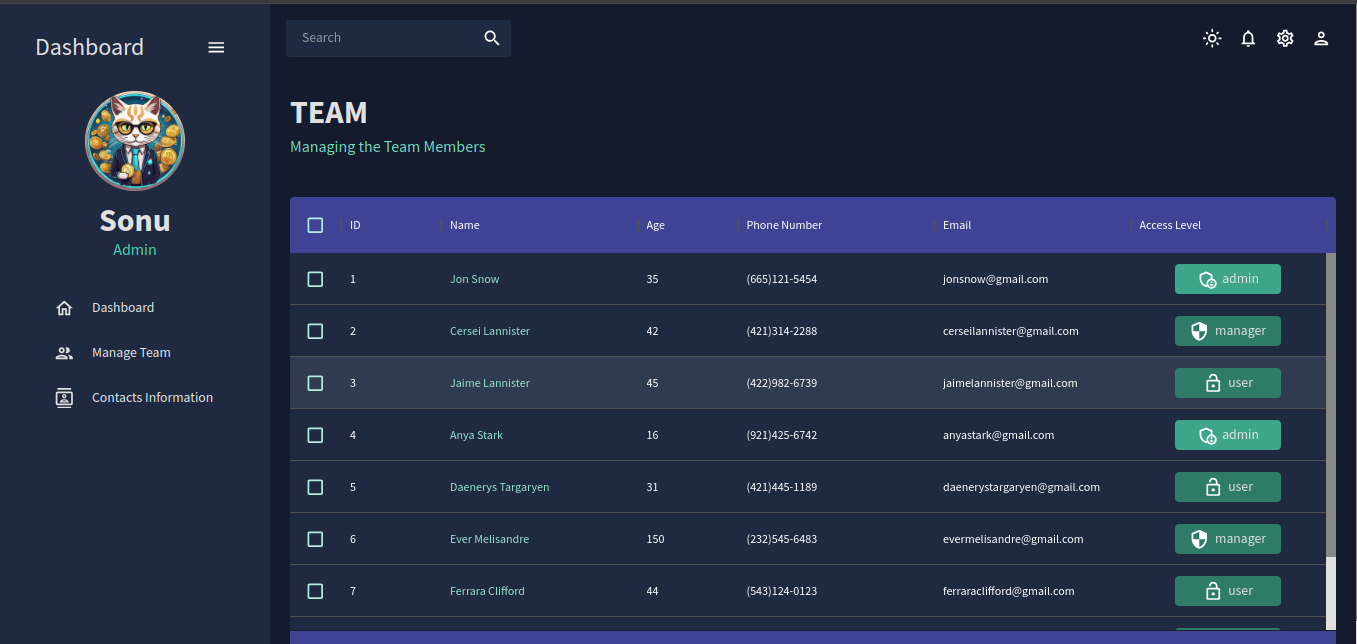 Dashboard
Search
Sonu
Admin
Dashboard
Manage Team
Contacts Information
TEAM
Managing the Team Members
ID Name Age Phone Number Email Access Level
1 Jon Snow 35 (665)121-5454 jonsnow@gmail.com admin
2 Cersei Lannister 42 (421)314-2288 cerseilannister@gmail.com manager
3 Jaime Lannister 45 (422)982-6739 jaimelannister@gmail.com user
4 Anya Stark 16 (921)425-6742 anyastark@gmail.com admin
5 Daenerys Targaryen 31 (421)445-1189 daenerystargaryen@gmail.com user
6 Ever Melisandre 150 (232)545-6483 evermelisandre@gmail.com manager
7 Ferrara Clifford 44 (543)124-0123 ferraraclifford@gmail.com user